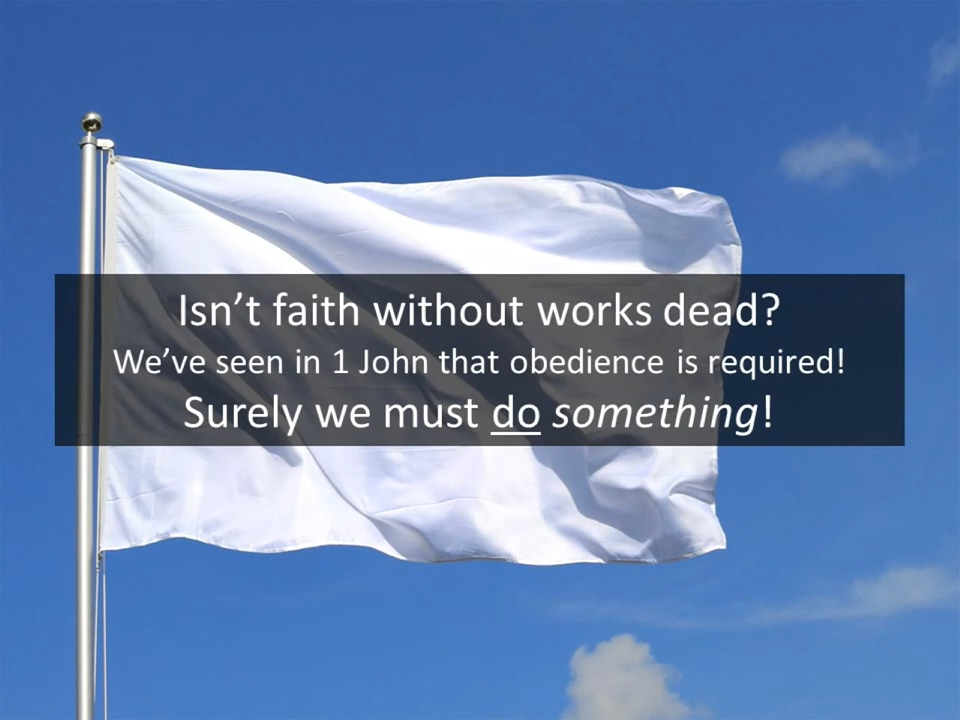 Isn’t faith without works dead?
We’ve seen in 1 John that obedience is required!
Surely we must do something!